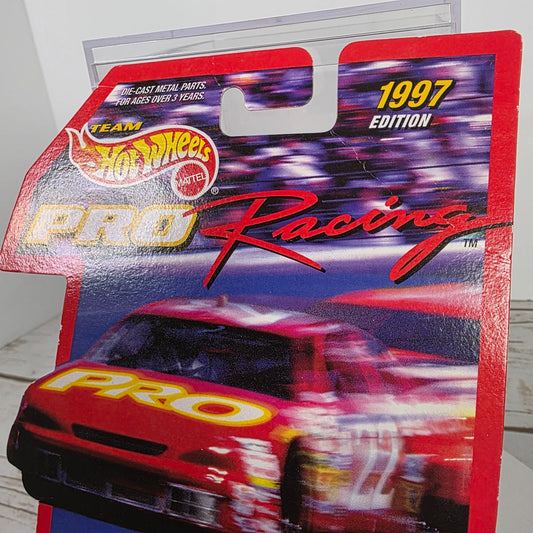 DIE-CAST METAL PARTS.
FOR AGES OVER 3 YEARS.
1997
EDITION
TEAM
HOT WHEELS
MATTEL
®
PRO Racing
TM
PRO
22